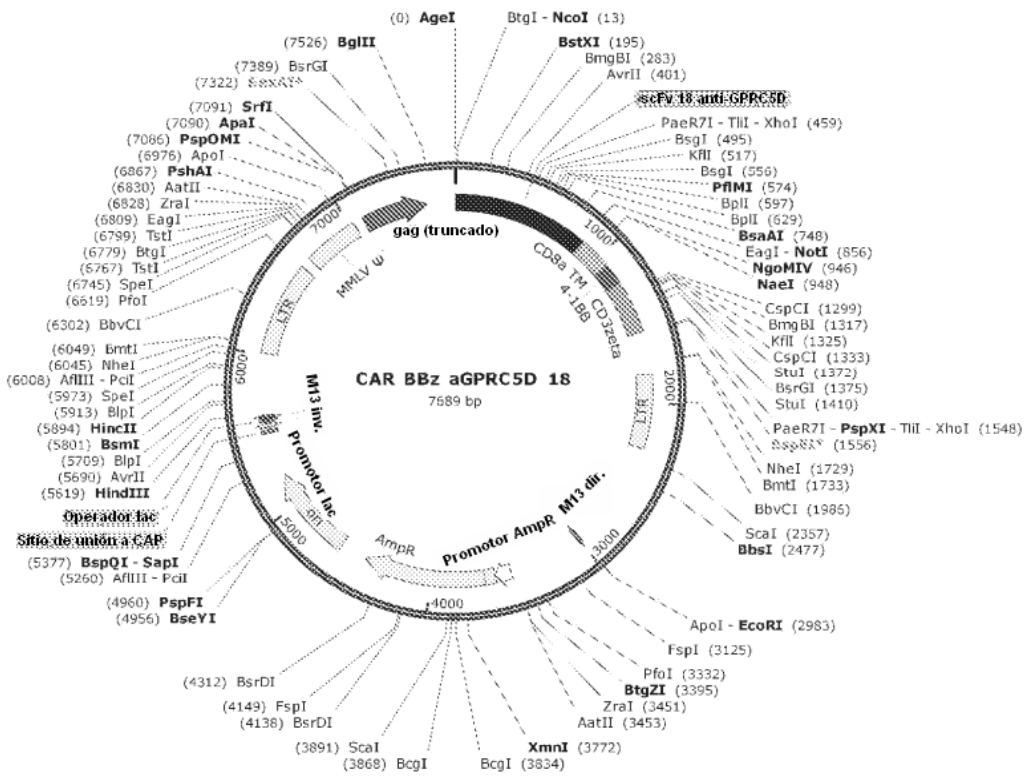 (0) AgeI
BtgI - NcoI (13)
BstXI (195)
BmgBI (283)
AvrII (401)
scFv 18 anti-GPRC5D
PaeR7I - TliI - XhoI (459)
BsgI (495)
KflI (517)
BsgI (556)
PflMI (574)
BplI (597)
BplI (629)
BsaAI (748)
EagI - NotI (856)
NgoMIV (946)
NaeI (948)
CspCI (1299)
BmgBI (1317)
KflI (1325)
CspCI (1333)
StuI (1372)
BsrGI (1375)
StuI (1410)
PaeR7I - PspXI - TliI - XhoI (1548)
(1556)
NheI (1729)
BmtI (1733)
BbvCI (1986)
ScaI (2357)
BbsI (2477)
ApoI - EcoRI (2983)
FspI (3125)
PfoI (3332)
BtgZI (3395)
ZraI (3451)
AatII (3453)
XmnI (3772)
BcgI (3834)
(3868) BcgI
(3891) ScaI
(4138) BsrDI
(4149) FspI
(4312) BsrDI
(4956) BseYI
(4960) PspFI
(5260) AflIII - PciI
(5377) BspQI - SapI
Sitio de unión a CAP
Operador lac
(5619) HindIII
(5690) AvrII
(5709) BlpI
(5801) BsmI
(5894) HincII
(5913) BlpI
(5973) SpeI
(6008) AflIII - PciI
(6045) NheI
(6049) BmtI
(6302) BbvCI
(6619) PfoI
(6745) SpeI
(6767) TstI
(6779) BtgI
(6799) TstI
(6809) EagI
(6828) ZraI
(6830) AatII
(6867) PshAI
(6976) ApoI
(7086) PspOMI
(7090) ApaI
(7091) SrfI
(7322)
(7389) BsrGI
(7526) BglII
gag (truncado)
MMLV Ψ
LTR
CD8a TM
4-1BB
CD3zeta
LTR
CAR BBz aGPRC5D 18
7689 bp
M13 inv.
Promotor lac
ori
AmpR
Promotor AmpR
M13 dir.
1000
2000
3000
4000
5000
6000
7000